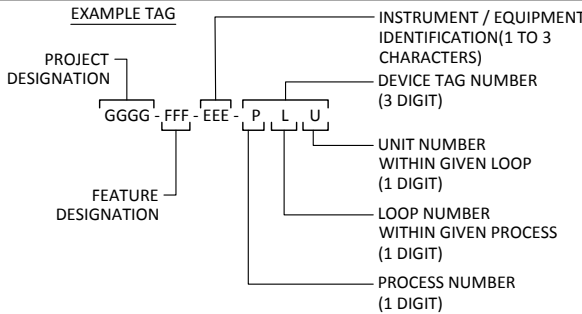 EXAMPLE TAG
INSTRUMENT / EQUIPMENT
IDENTIFICATION(1 TO 3
CHARACTERS)
PROJECT
DESIGNATION
DEVICE TAG NUMBER
(3 DIGIT)
GGGG - FFF - EEE - P L U
UNIT NUMBER
WITHIN GIVEN LOOP
(1 DIGIT)
FEATURE
DESIGNATION
LOOP NUMBER
WITHIN GIVEN PROCESS
(1 DIGIT)
PROCESS NUMBER
(1 DIGIT)